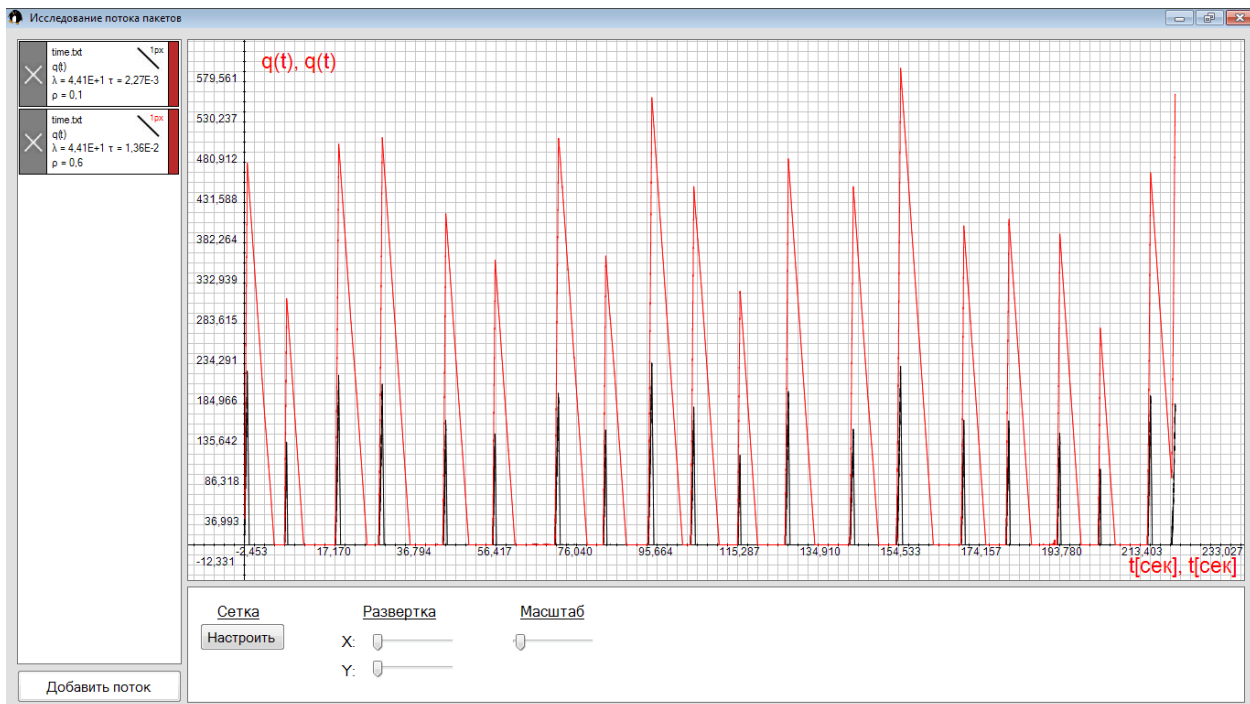 Исследование потока пакетов
time.txt
1px
q(t)
λ = 4,41E+1 τ = 2,27E-3
ρ = 0,1
time.txt
1px
q(t)
λ = 4,41E+1 τ = 1,36E-2
ρ = 0,6
Добавить поток
q(t), q(t)
579,561
530,237
480,912
431,588
382,264
332,939
283,615
234,291
184,966
135,642
86,318
36,993
-12,331
-2,453 17,170 36,794 56,417 76,040 95,664 115,287 134,910 154,533 174,157 193,780 213,403 233,027
t[сек], t[сек]
Сетка Развертка Масштаб
Настроить X:
Y: